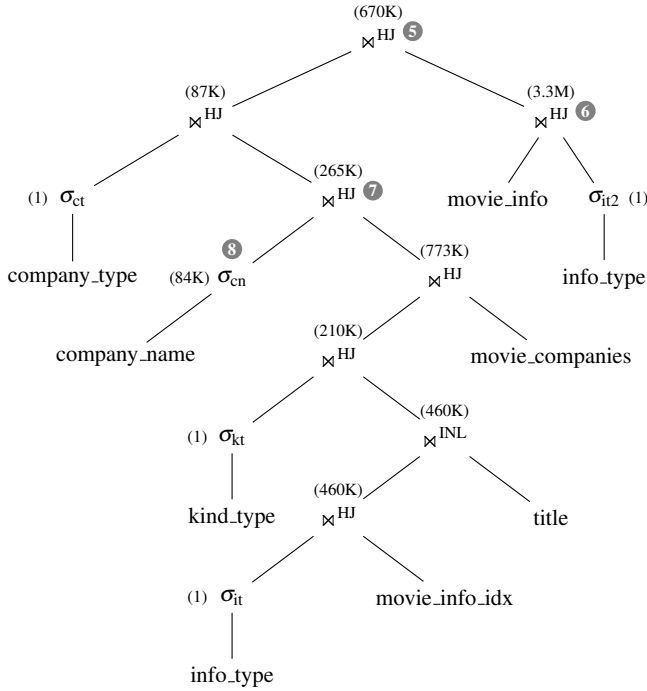 (670K)
⋈ HJ 5
(87K)
⋈ HJ
(3.3M)
⋈ HJ 6
(1) σct
(265K)
⋈ HJ 7
movie_info
σit2 (1)
company_type
8
(84K) σcn
(773K)
⋈ HJ
info_type
company_name
(210K)
⋈ HJ
movie_companies
(1) σkt
(460K)
⋈ INL
kind_type
(460K)
⋈ HJ
title
(1) σit
movie_info_idx
info_type